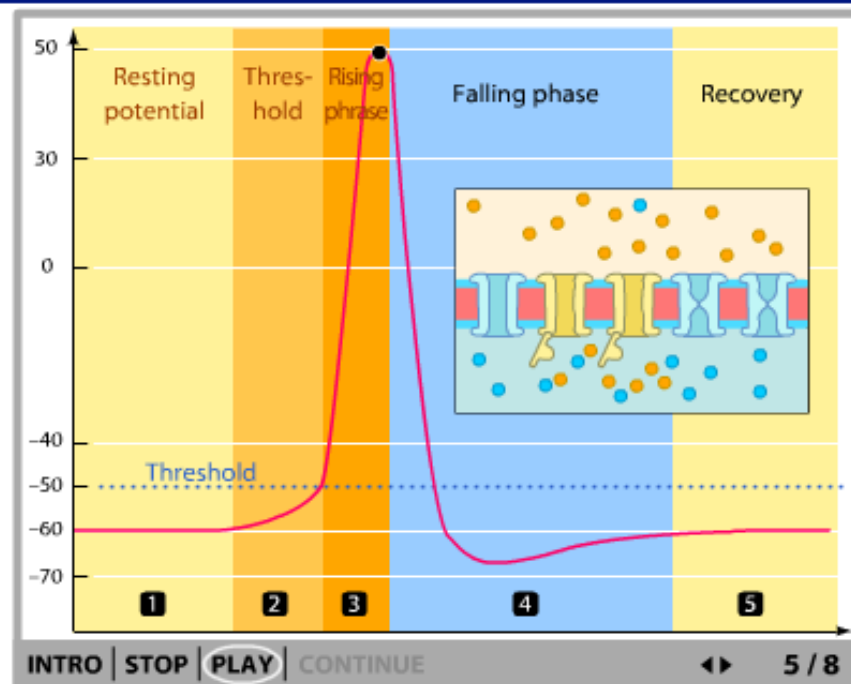 50
Resting
potential
Thres-
hold
Rising
phrase
Falling phase
Recovery
30
0
–40
Threshold
–50
–60
–70
1
2
3
4
5
INTRO | STOP | PLAY | CONTINUE
5 / 8